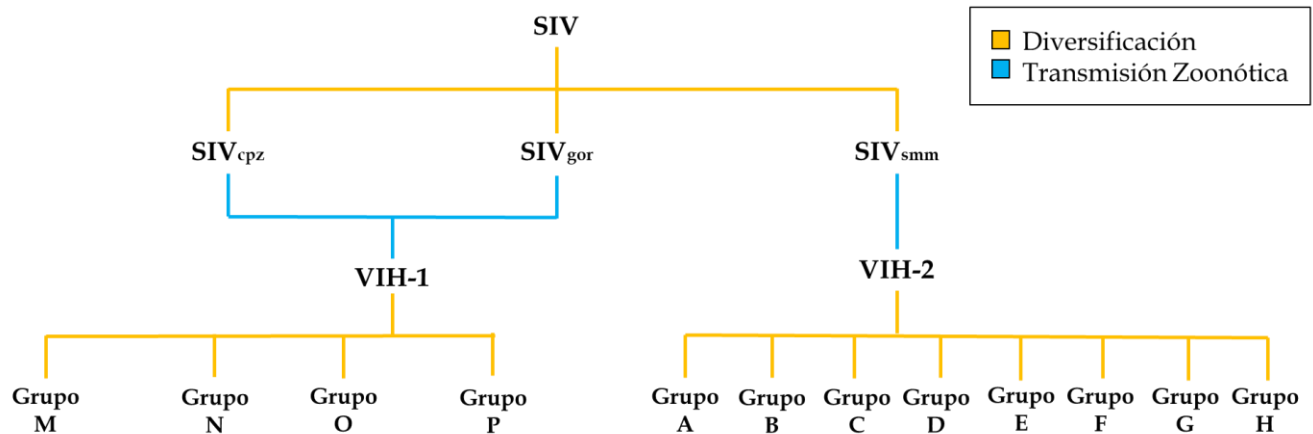 SIV
Diversificación
Transmisión Zoonótica
SIVcpz
SIVgor
SIVsmm
VIH-1
VIH-2
Grupo
M
Grupo
N
Grupo
O
Grupo
P
Grupo
A
Grupo
B
Grupo
C
Grupo
D
Grupo
E
Grupo
F
Grupo
G
Grupo
H